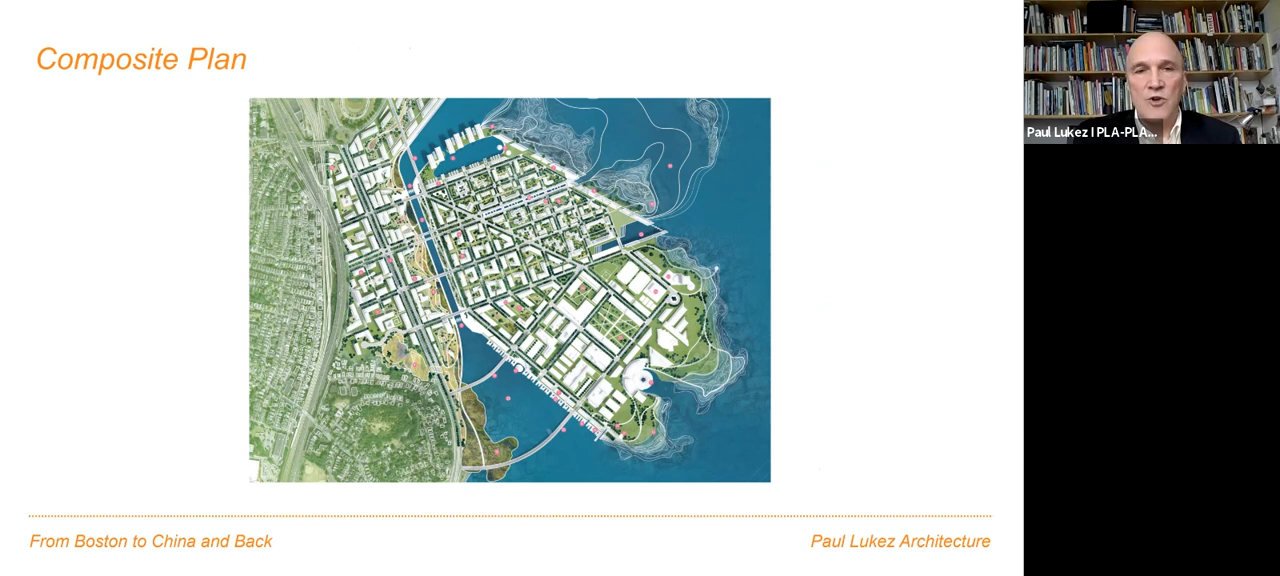 Composite Plan
Paul Lukez I PLA-PLA...
From Boston to China and Back
Paul Lukez Architecture